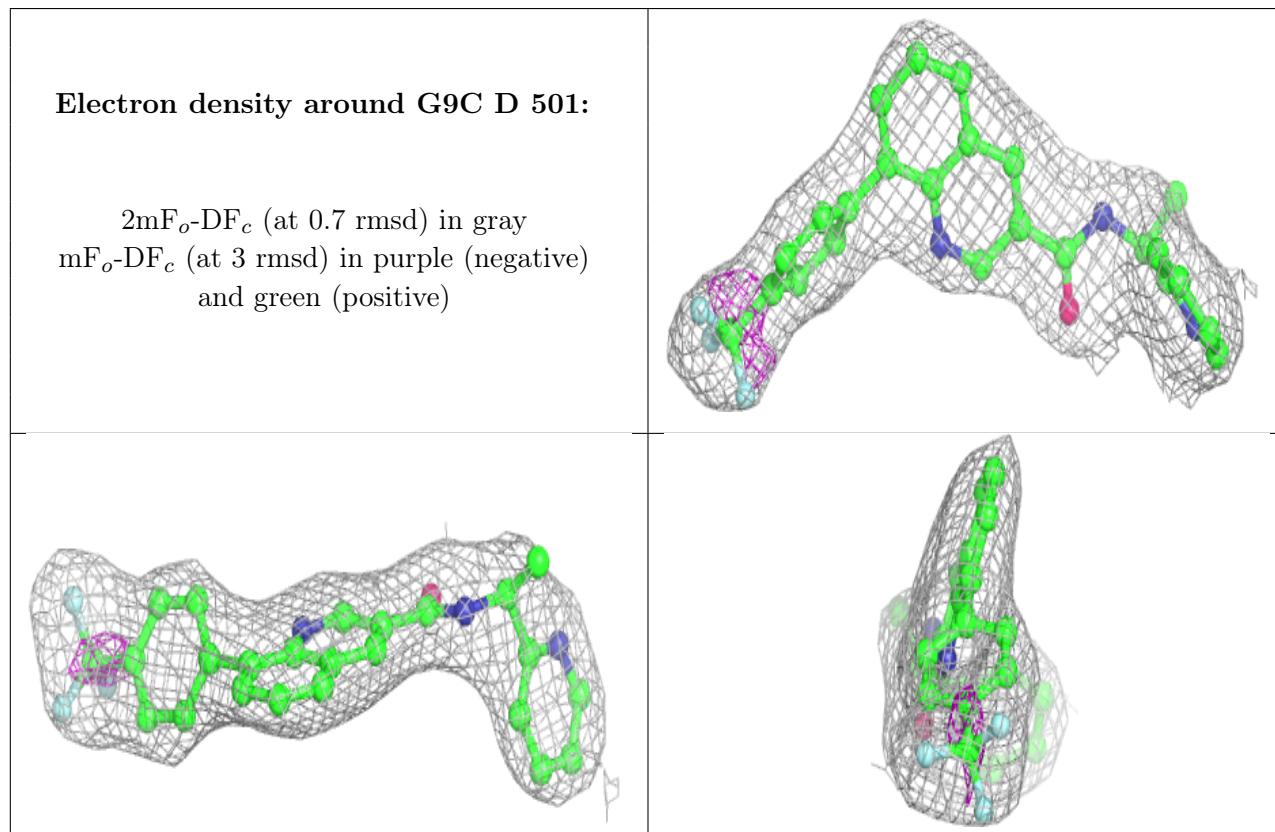 Electron density around G9C D 501:
2mFo-DFc (at 0.7 rmsd) in gray
mFo-DFc (at 3 rmsd) in purple (negative)
and green (positive)